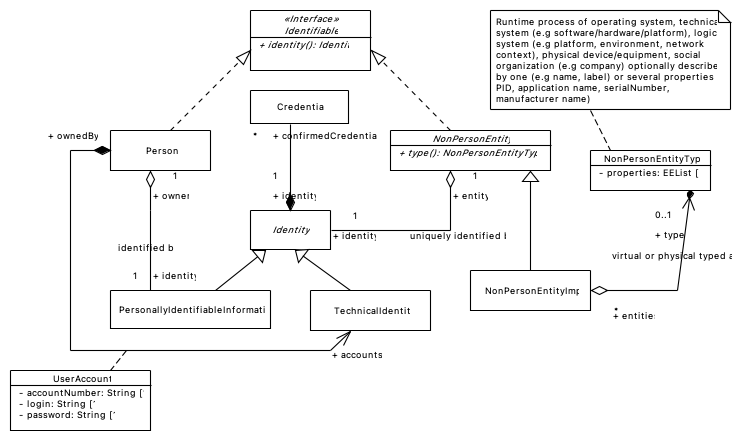 «Interface»
Identifiable
+ identity(): Identi
Runtime process of operating system, technica
system (e.g software/hardware/platform), logic
system (e.g platform, environment, network
context), physical device/equipment, social
organization (e.g company) optionally describe
by one (e.g name, label) or several properties
PID, application name, serialNumber,
manufacturer name)
Credentia
* + confirmedCredentia
+ ownedBy
Person
NonPersonEntity
+ type(): NonPersonEntityTyp
NonPersonEntityTyp
- properties: EEList [
1
+ owner
1
+ identity
1
+ entity
0..1
+ type
1
Identity
+ identity
uniquely identified b
identified b
virtual or physical typed a
1 + identity
PersonallyIdentifiableInformati
TechnicalIdentit
NonPersonEntityImp
*
+ entities
+ accounts
UserAccount
- accountNumber: String ['
- login: String ['
- password: String ['